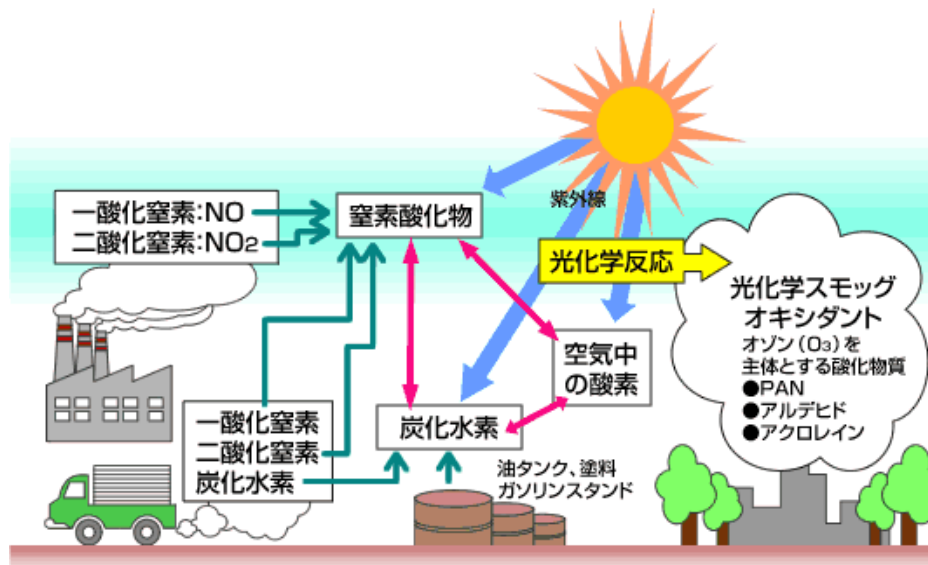 紫外線
一酸化窒素:NO
二酸化窒素:NO2
窒素酸化物
光化学反応
光化学スモッグ
オキシダント
オゾン(O3)を
主体とする酸化物質
●PAN
●アルデヒド
●アクロレイン
空気中
の酸素
一酸化窒素
二酸化窒素
炭化水素
炭化水素
油タンク、塗料
ガソリンスタンド